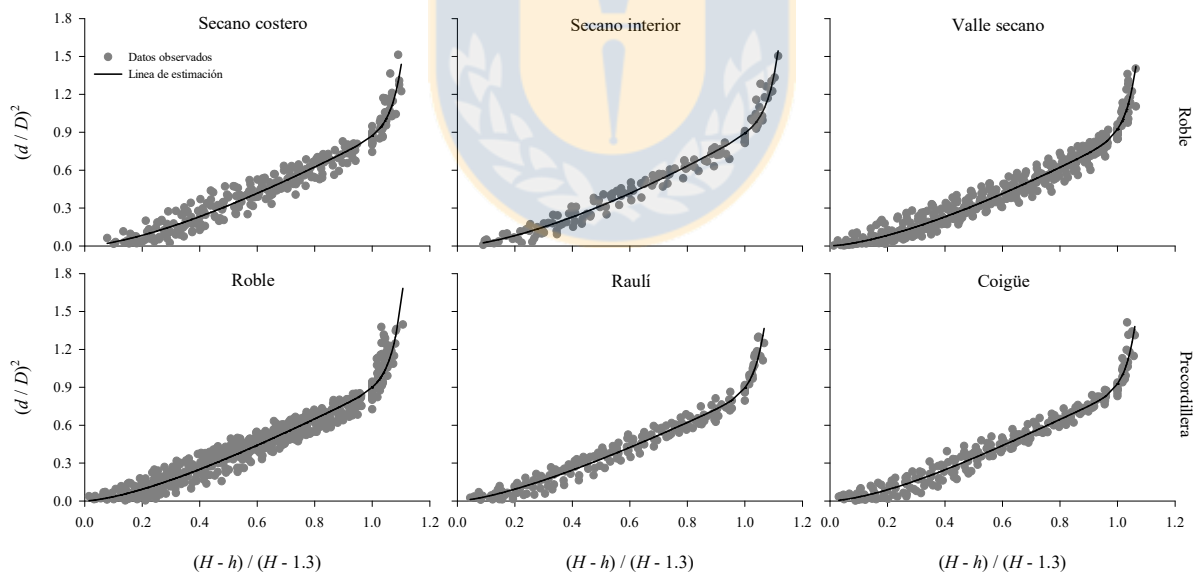 Secano costero
Secano interior
Valle secano
1.8
1.5
1.2
0.9
0.6
0.3
0.0
Datos observados
Linea de estimación
(d / D)²
Roble
Roble
Raulí
Coigüe
1.8
1.5
1.2
0.9
0.6
0.3
0.0
(d / D)²
Precordillera
0.0 0.2 0.4 0.6 0.8 1.0 1.2
0.0 0.2 0.4 0.6 0.8 1.0 1.2
0.0 0.2 0.4 0.6 0.8 1.0 1.2
(H - h) / (H - 1.3)
(H - h) / (H - 1.3)
(H - h) / (H - 1.3)